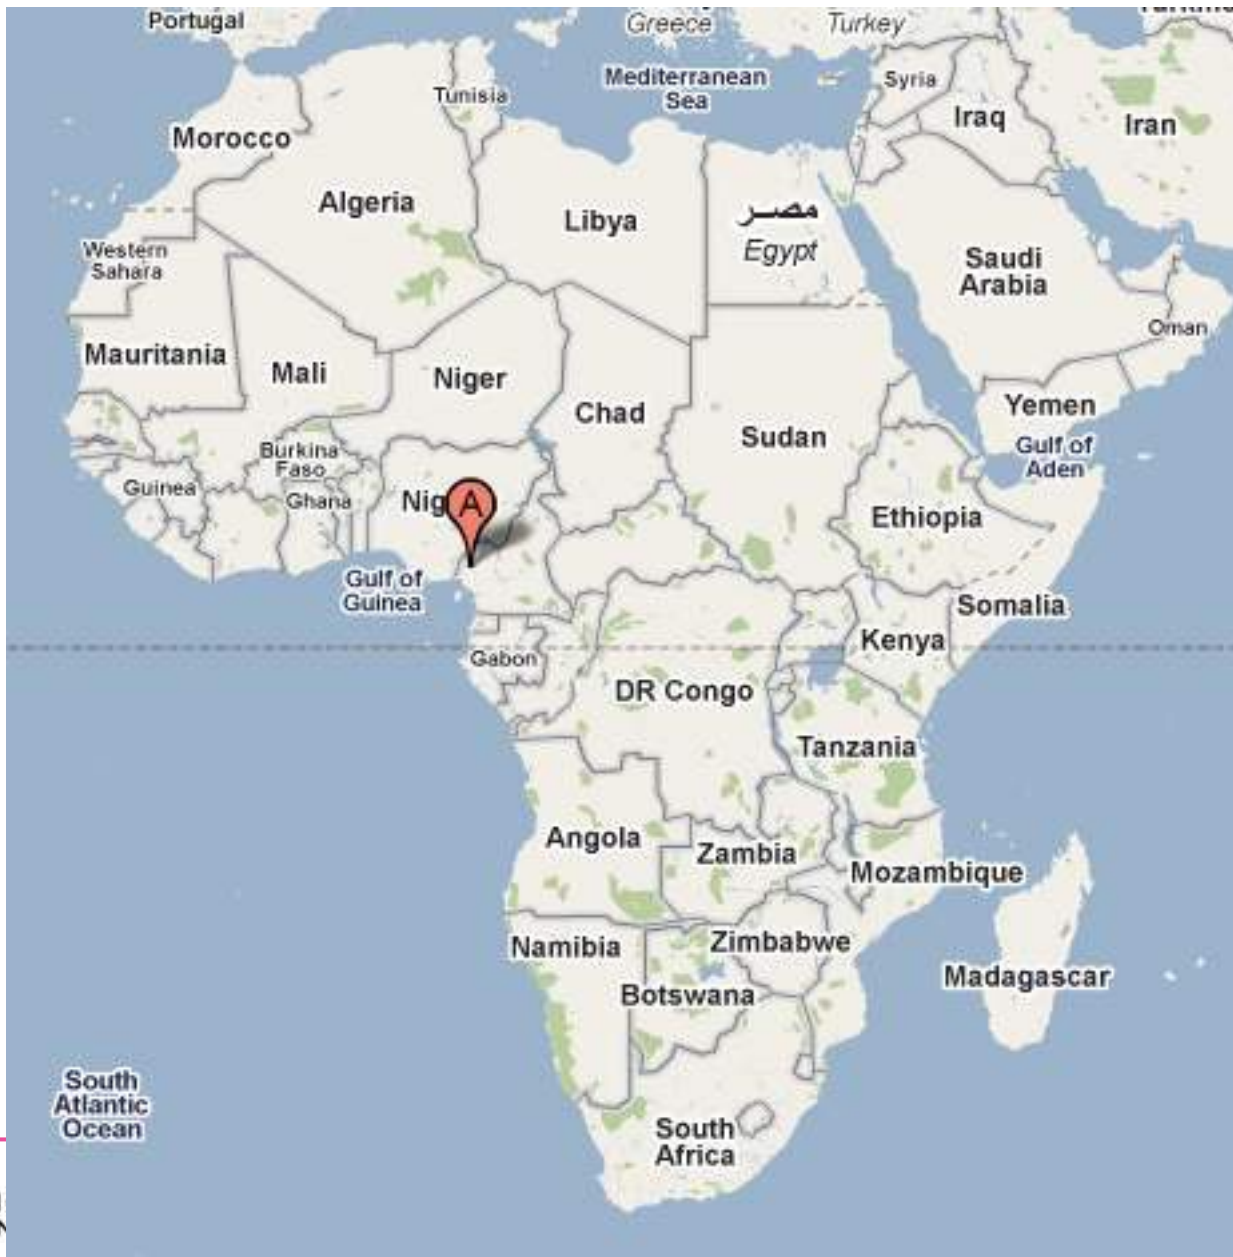 Portugal
Greece
Turkey
Mediterranean
Sea
Syria
Tunisia
Iraq
Iran
Morocco
Algeria
Libya
مصر
Egypt
Western
Sahara
Saudi
Arabia
Oman
Mauritania
Mali
Niger
Chad
Sudan
Yemen
Gulf of
Aden
Burkina
Faso
Guinea
Ghana
Nig
A
Ethiopia
Gulf of
Guinea
Somalia
Kenya
Gabon
DR Congo
Tanzania
Angola
Zambia
Mozambique
Namibia
Zimbabwe
Botswana
Madagascar
South
Atlantic
Ocean
South
Africa